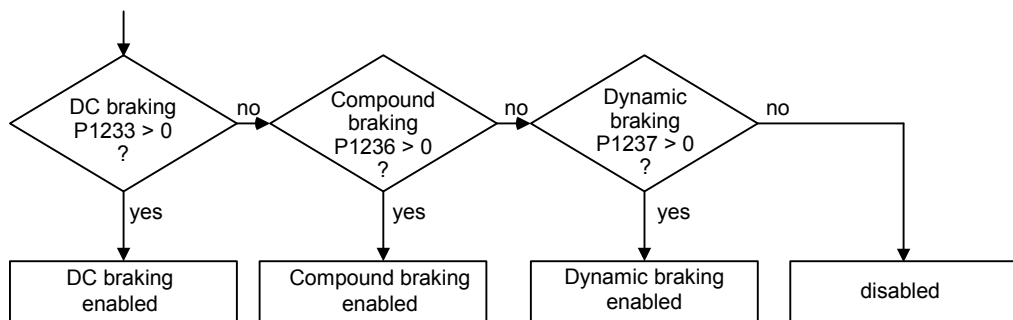 DC braking
P1233 > 0
?
no
yes
DC braking
enabled
Compound
braking
P1236 > 0
?
no
yes
Compound braking
enabled
Dynamic
braking
P1237 > 0
?
no
yes
Dynamic braking
enabled
disabled